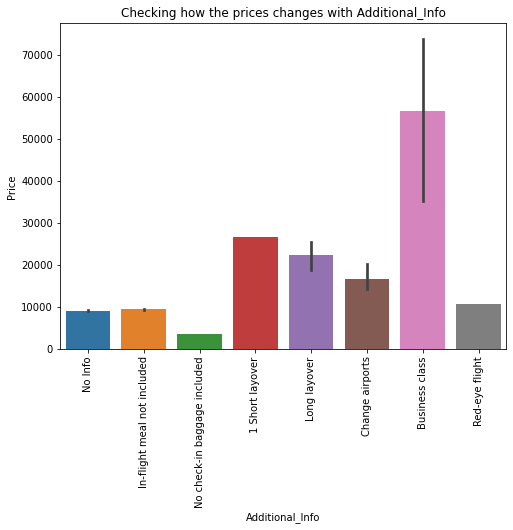 Checking how the prices changes with Additional_Info
Price
70000
60000
50000
40000
30000
20000
10000
0
No Info
In-flight meal not included
No check-in baggage included
1 Short layover
Long layover
Change airports
Business class
Red-eye flight
Additional_Info